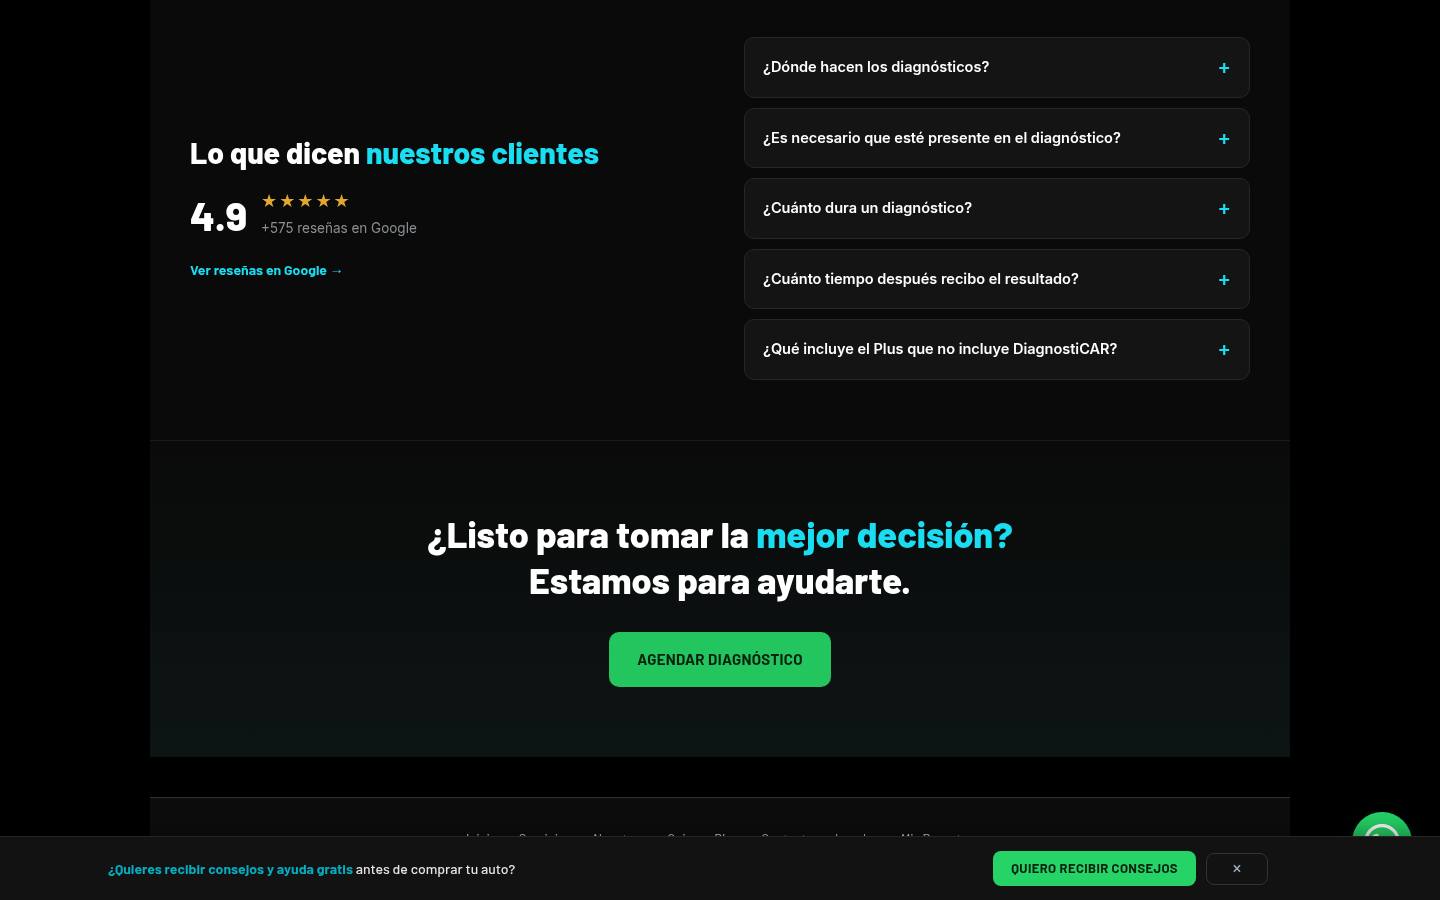 Lo que dicen nuestros clientes
4.9
★★★★★
+575 reseñas en Google
Ver reseñas en Google →
¿Dónde hacen los diagnósticos? +
¿Es necesario que esté presente en el diagnóstico? +
¿Cuánto dura un diagnóstico? +
¿Cuánto tiempo después recibo el resultado? +
¿Qué incluye el Plus que no incluye DiagnostiCAR? +
¿Listo para tomar la mejor decisión?
Estamos para ayudarte.
AGENDAR DIAGNÓSTICO
¿Quieres recibir consejos y ayuda gratis antes de comprar tu auto?
QUIERO RECIBIR CONSEJOS
×